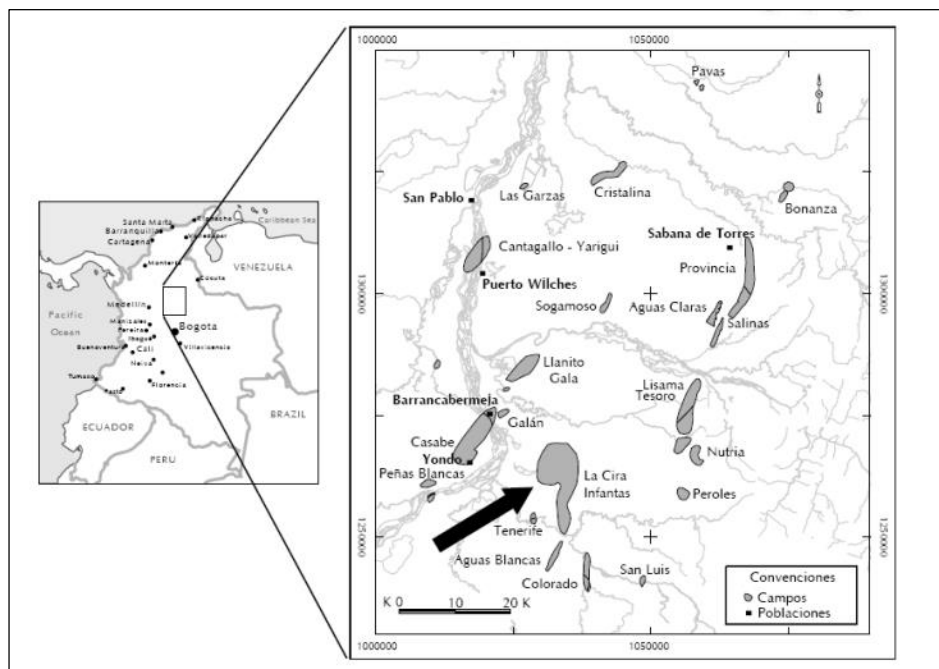 1000000
1050000
Pavas
San Pablo
Las Garzas
Cristalina
Bonanza
Sabana de Torres
Cantagallo - Yarigui
Provincia
Puerto Wilches
1300000
1300000
Sogamoso
Aguas Claras
Salinas
Llanito
Gala
Lisama
Tesoro
Barrancabermeja
Galán
Casabe
Yondo
Nutria
Peñas Blancas
La Cira
Infantas
Peroles
Tenerife
1250000
1250000
Aguas Blancas
San Luis
Colorado
Convenciones
Campos
Poblaciones
K 0 10 20 K
1000000
1050000
Caribbean Sea
Santa Marta
Barranquilla
Cartagena
Monteria
VENEZUELA
Cucuta
Medellin
Pacific
Ocean
Manizales
Pereira
Bogota
Ibague
Buenaventura
Cali
Villavicencio
Neiva
Tumaco
Florencia
Pasto
ECUADOR
PERU
BRAZIL